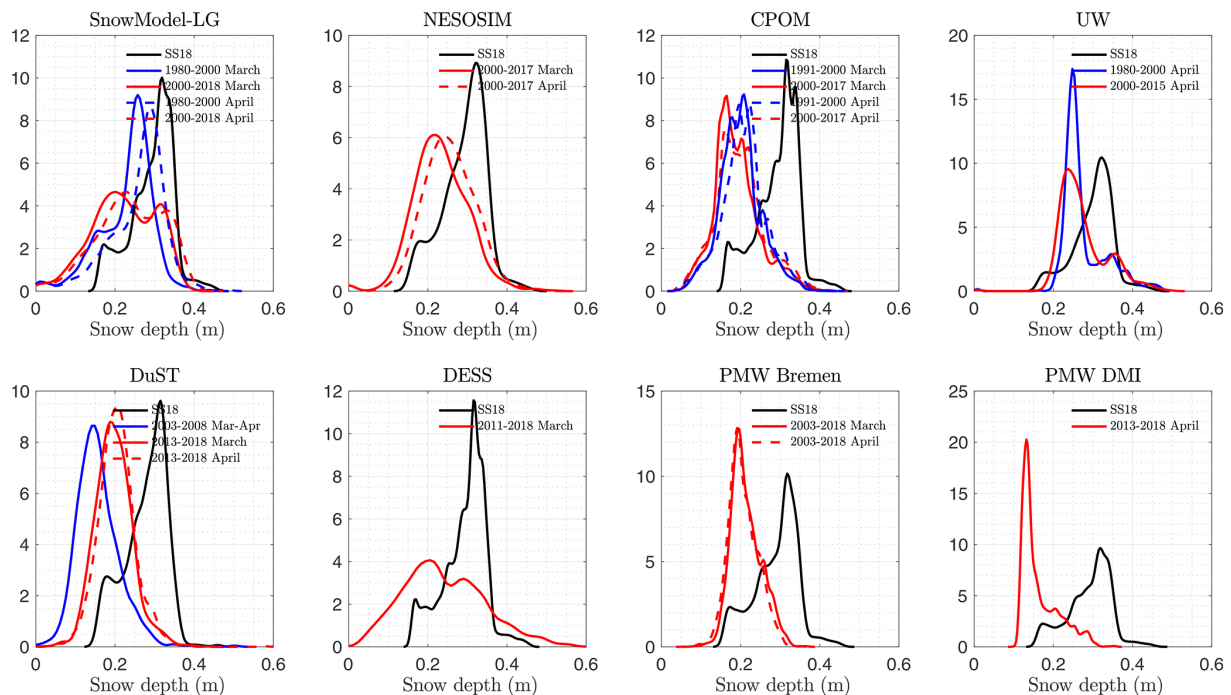 SnowModel-LG
NESOSIM
CPOM
UW
12
10
8
6
4
2
0
0
0.2
0.4
0.6
Snow depth (m)
SS18
1980-2000 March
2000-2018 March
1980-2000 April
2000-2018 April
10
8
6
4
2
0
0
0.2
0.4
0.6
Snow depth (m)
SS18
2000-2017 March
2000-2017 April
12
10
8
6
4
2
0
0
0.2
0.4
0.6
Snow depth (m)
SS18
1991-2000 March
2000-2017 March
1991-2000 April
2000-2017 April
20
15
10
5
0
0
0.2
0.4
0.6
Snow depth (m)
SS18
1980-2000 April
2000-2015 April
DuST
DESS
PMW Bremen
PMW DMI
10
8
6
4
2
0
0
0.2
0.4
0.6
Snow depth (m)
SS18
2003-2008 Mar-Apr
2013-2018 March
2013-2018 April
12
10
8
6
4
2
0
0
0.2
0.4
0.6
Snow depth (m)
SS18
2011-2018 March
15
10
5
0
0
0.2
0.4
0.6
Snow depth (m)
SS18
2003-2018 March
2003-2018 April
25
20
15
10
5
0
0
0.2
0.4
0.6
Snow depth (m)
SS18
2013-2018 April